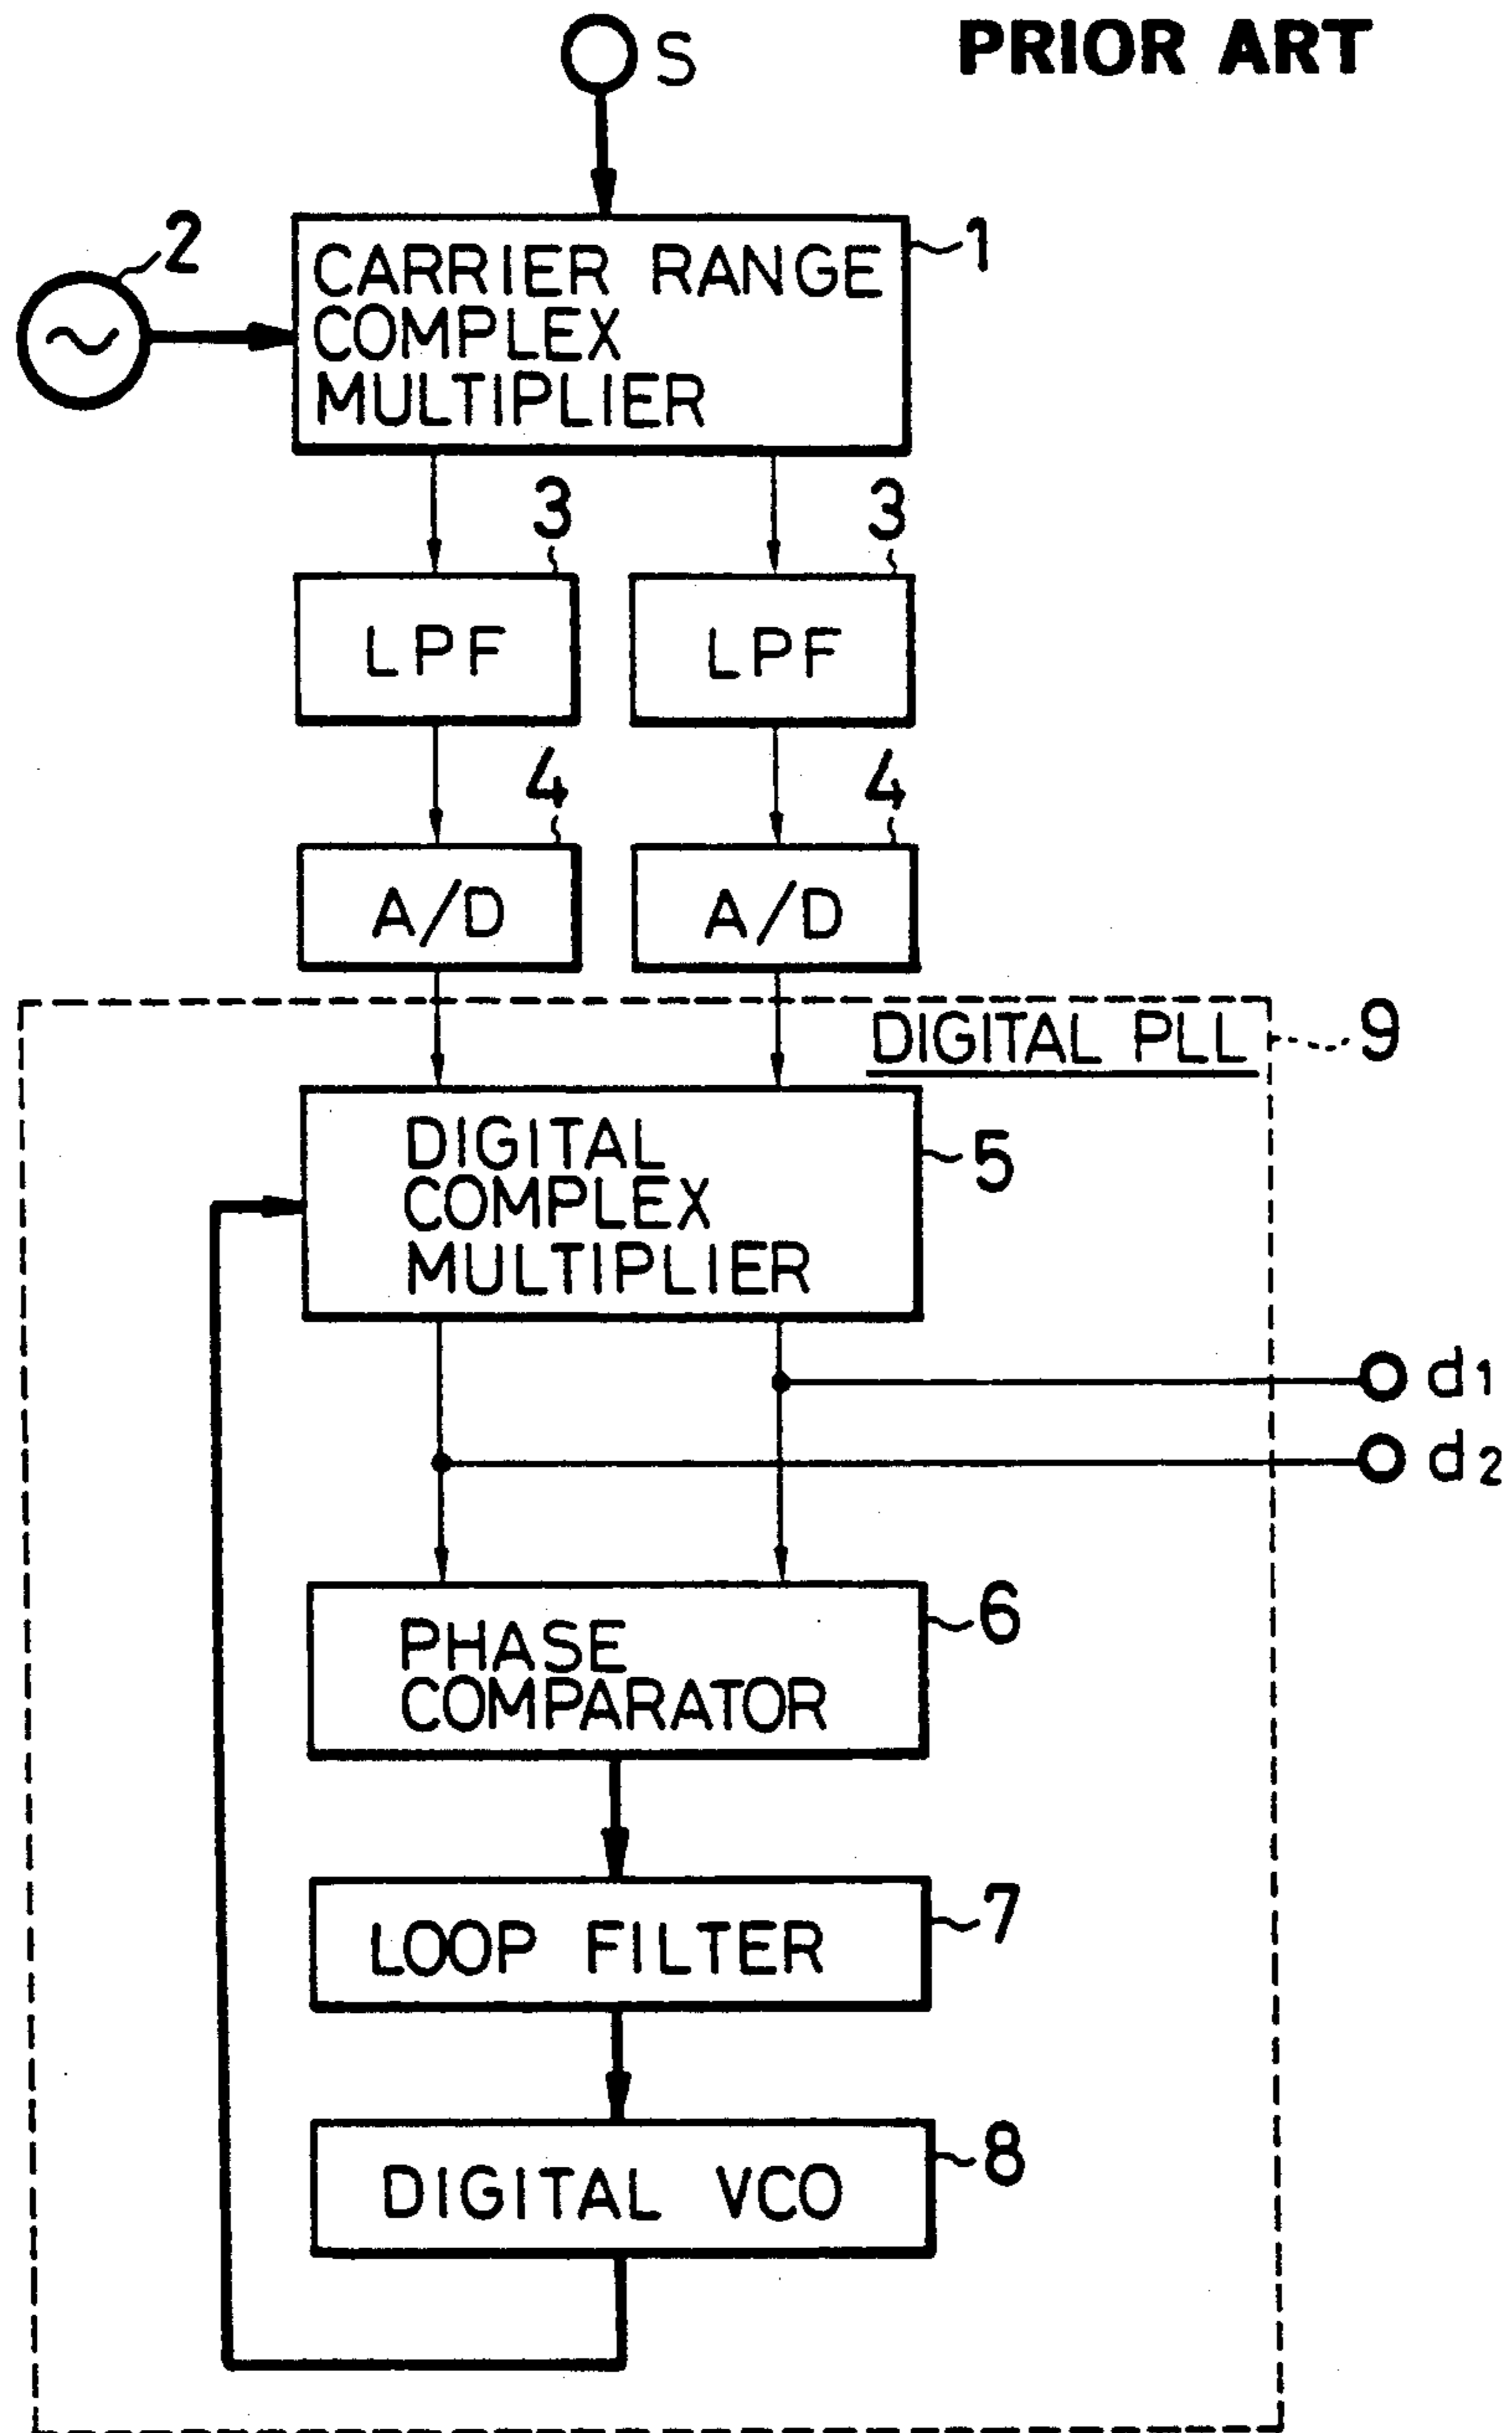 PRIOR ART
S
2
1
CARRIER RANGE
COMPLEX
MULTIPLIER
3
3
LPF
LPF
4
4
A/D
A/D
DIGITAL PLL
9
DIGITAL
COMPLEX
MULTIPLIER
5
d1
d2
PHASE
COMPARATOR
6
LOOP FILTER
7
DIGITAL VCO
8